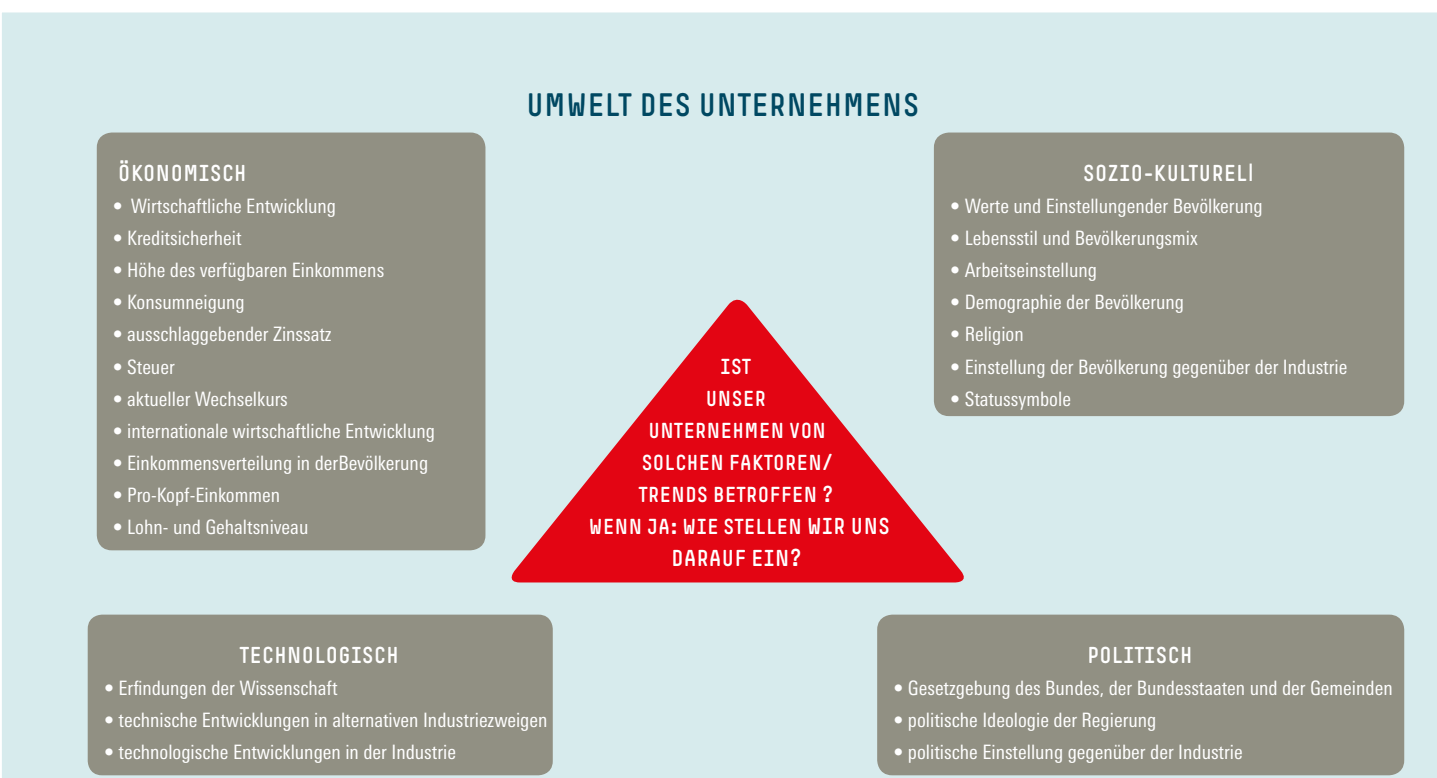 UMWELT DES UNTERNEHMENS
ÖKONOMISCH
• Wirtschaftliche Entwicklung
• Kreditsicherheit
• Höhe des verfügbaren Einkommens
• Konsumneigung
• ausschlaggebender Zinssatz
• Steuer
• aktueller Wechselkurs
• internationale wirtschaftliche Entwicklung
• Einkommensverteilung in derBevölkerung
• Pro-Kopf-Einkommen
• Lohn- und Gehaltsniveau
SOZIO-KULTURELl
• Werte und Einstellungender Bevölkerung
• Lebensstil und Bevölkerungsmix
• Arbeitseinstellung
• Demographie der Bevölkerung
• Religion
• Einstellung der Bevölkerung gegenüber der Industrie
• Statussymbole
IST
UNSER
UNTERNEHMEN VON
SOLCHEN FAKTOREN/
TRENDS BETROFFEN ?
WENN JA: WIE STELLEN WIR UNS
DARAUF EIN?
TECHNOLOGISCH
• Erfindungen der Wissenschaft
• technische Entwicklungen in alternativen Industriezweigen
• technologische Entwicklungen in der Industrie
POLITISCH
• Gesetzgebung des Bundes, der Bundesstaaten und der Gemeinden
• politische Ideologie der Regierung
• politische Einstellung gegenüber der Industrie